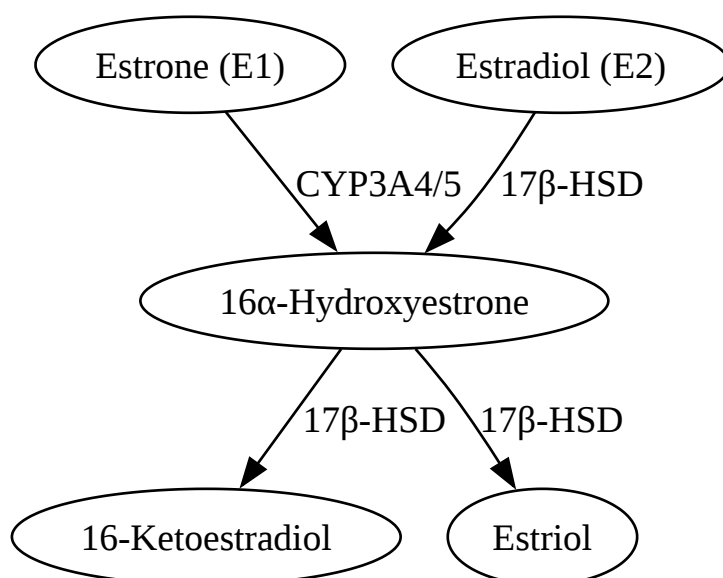 Estrone (E1)
Estradiol (E2)
CYP3A4/5
17β-HSD
16α-Hydroxyestrone
17β-HSD
17β-HSD
16-Ketoestradiol
Estriol